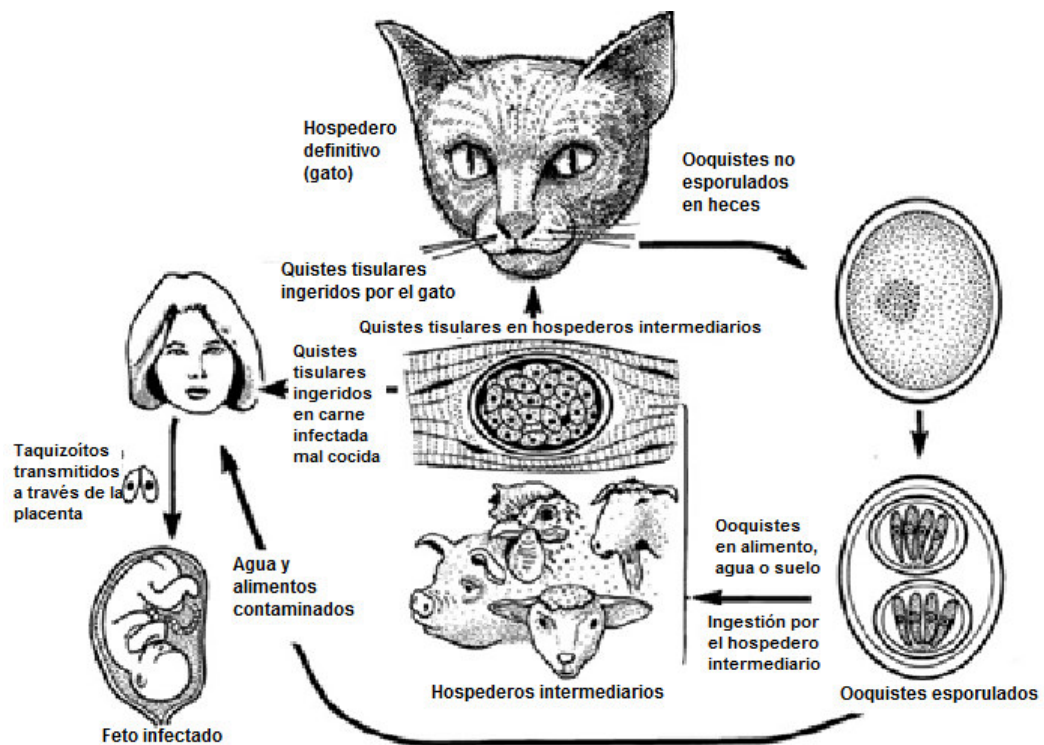 Hospedero
definitivo
(gato)
Ooquistes no
esporulados
en heces
Quistes tisulares
ingeridos por el gato
Quistes tisulares en hospederos intermediarios
Quistes
tisulares
ingeridos
en carne
infectada
mal cocida
Taquizoítos
transmitidos
a través de la
placenta
Agua y
alimentos
contaminados
Ooquistes
en alimento,
agua o suelo
Ingestión por
el hospedero
intermediario
Hospederos intermediarios
Ooquistes esporulados
Feto infectado